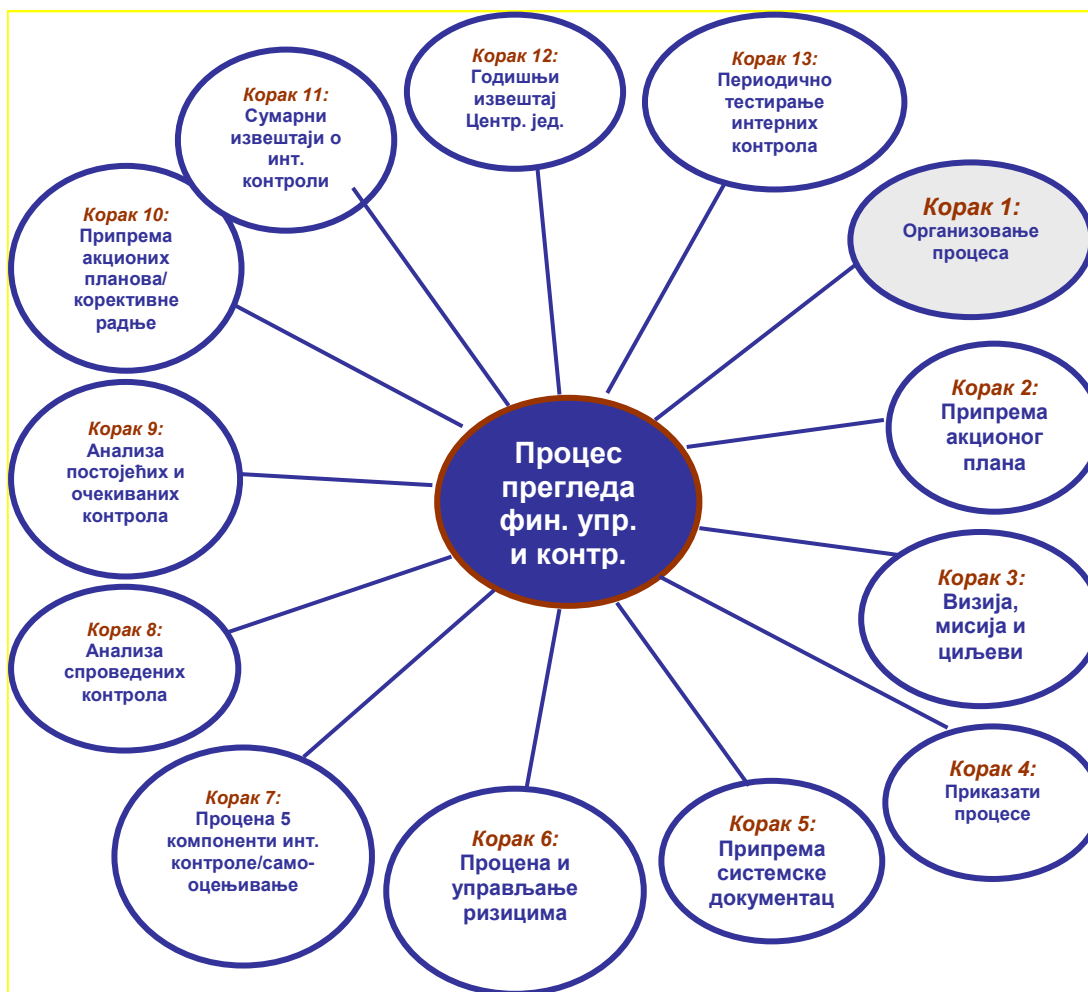 Процес
прегледа
фин. упр.
и контр.
Корак 1:
Организовање
процеса
Корак 2:
Припрема
акционог
плана
Корак 3:
Визија,
мисија и
циљеви
Корак 4:
Приказати
процесе
Корак 5:
Припрема
системске
документац
Корак 6:
Процена и
управљање
ризицима
Корак 7:
Процена 5
компоненти инт.
контроле/само-
оцењивање
Корак 8:
Анализа
спроведених
контрола
Корак 9:
Анализа
постојећих и
очекиваних
контрола
Корак 10:
Припрема
акционих
планова/
корективне
радње
Корак 11:
Сумарни
извештаји о
инт.
контроли
Корак 12:
Годишњи
извештај
Центр. јед.
Корак 13:
Периодично
тестирање
интерних
контрола